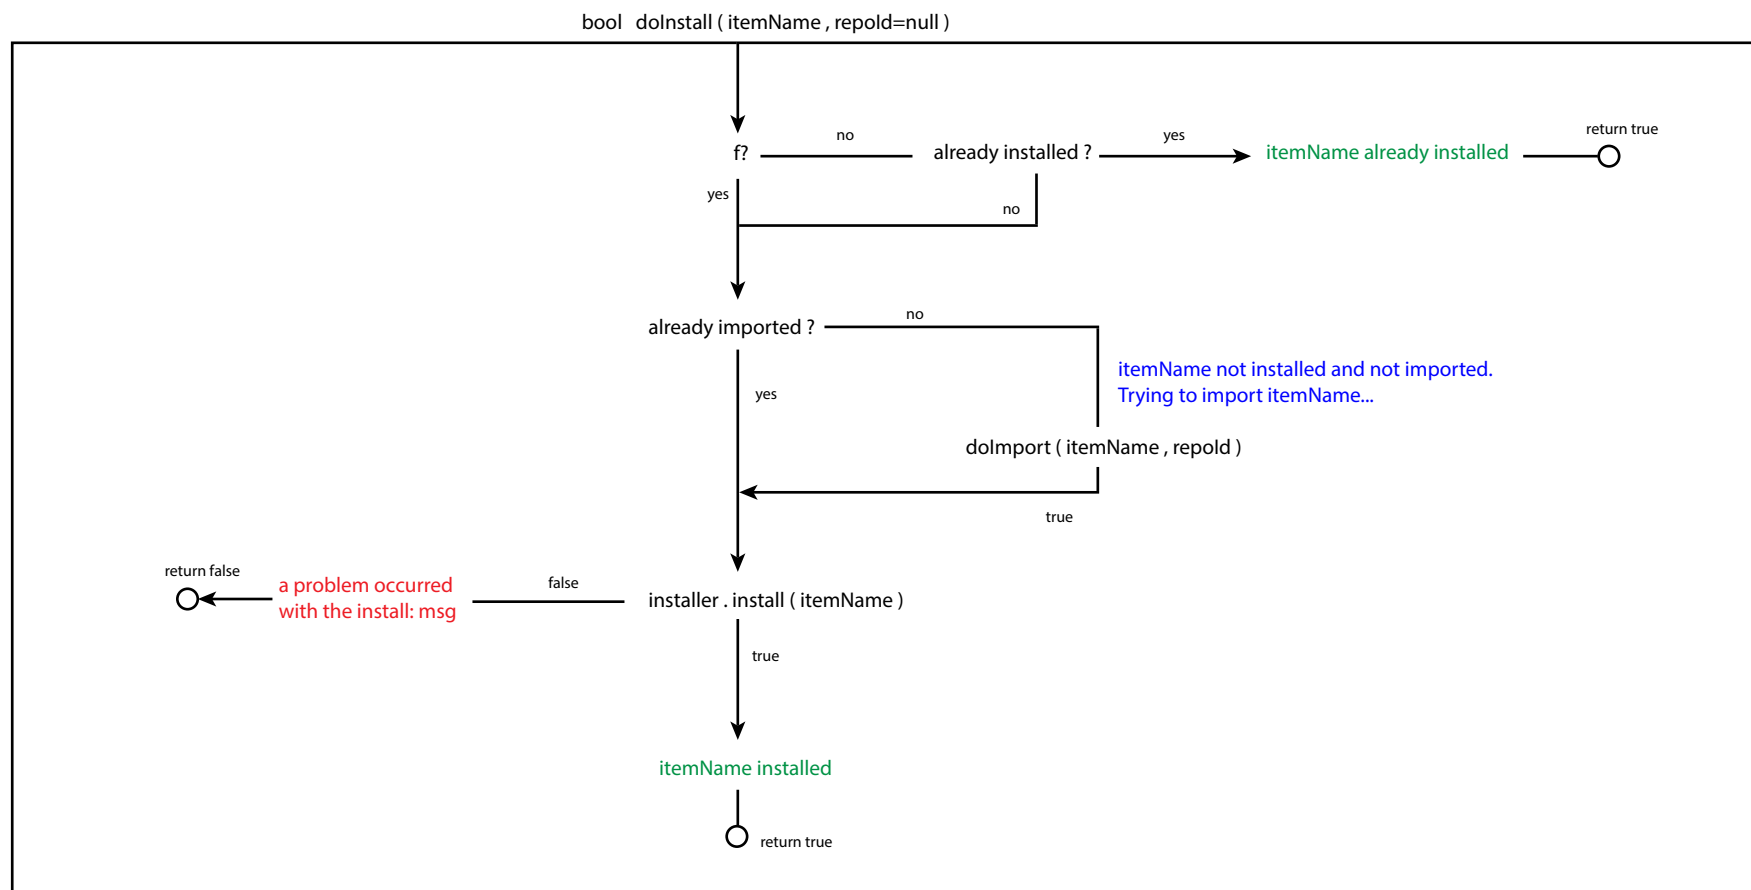 bool doInstall ( itemName , repoId=null )
no
yes
return true
f?
already installed ?
itemName already installed
yes
no
no
already imported ?
itemName not installed and not imported.
Trying to import itemName...
yes
doImport ( itemName , repoId )
true
return false
a problem occurred
with the install: msg
false
installer . install ( itemName )
true
itemName installed
return true